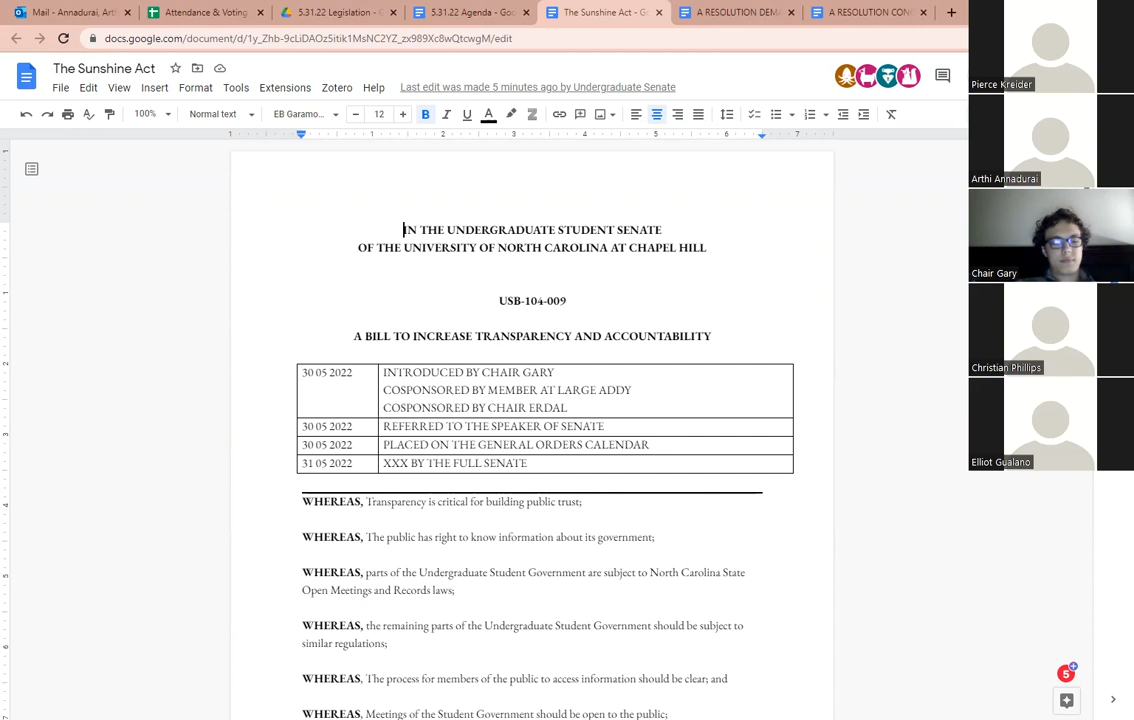 Mail - Annadurai, Art
Attendance & Voting
5.31.22 Legislation - G
5.31.22 Agenda - Goo
The Sunshine Act - Go
A RESOLUTION DEMA
A RESOLUTION CON
docs.google.com/document/d/1y_Zhb-9cLiDAOz5itik1MsNC2YZ_zx989Xc8wQtcwgM/edit
The Sunshine Act
File Edit View Insert Format Tools Extensions Zotero Help
Last edit was made 5 minutes ago by Undergraduate Senate
100% Normal text EB Garamo... 12 B I U A
1 1 2 3 4 5 6 7
IN THE UNDERGRADUATE STUDENT SENATE
OF THE UNIVERSITY OF NORTH CAROLINA AT CHAPEL HILL
USB-104-009
A BILL TO INCREASE TRANSPARENCY AND ACCOUNTABILITY
30 05 2022 INTRODUCED BY CHAIR GARY
COSPONSORED BY MEMBER AT LARGE ADDY
COSPONSORED BY CHAIR ERDAL
30 05 2022 REFERRED TO THE SPEAKER OF SENATE
30 05 2022 PLACED ON THE GENERAL ORDERS CALENDAR
31 05 2022 XXX BY THE FULL SENATE
WHEREAS, Transparency is critical for building public trust;
WHEREAS, The public has right to know information about its government;
WHEREAS, parts of the Undergraduate Student Government are subject to North Carolina State
Open Meetings and Records laws;
WHEREAS, the remaining parts of the Undergraduate Student Government should be subject to
similar regulations;
WHEREAS, The process for members of the public to access information should be clear; and
WHEREAS, Meetings of the Student Government should be open to the public;
Pierce Kreider
Arthi Annadurai
Chair Gary
Christian Phillips
Elliot Gualano
5